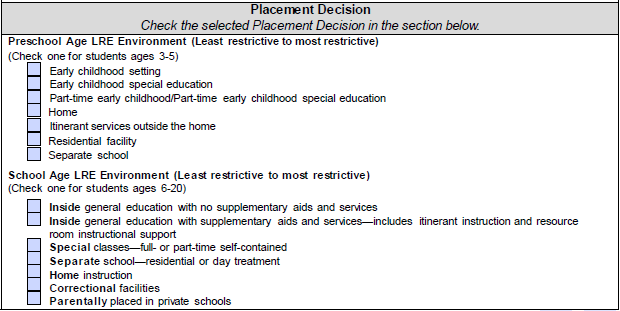 Placement Decision
Check the selected Placement Decision in the section below.
Preschool Age LRE Environment (Least restrictive to most restrictive)
(Check one for students ages 3-5)
Early childhood setting
Early childhood special education
Part-time early childhood/Part-time early childhood special education
Home
Itinerant services outside the home
Residential facility
Separate school
School Age LRE Environment (Least restrictive to most restrictive)
(Check one for students ages 6-20)
Inside general education with no supplementary aids and services
Inside general education with supplementary aids and services—includes itinerant instruction and resource
room instructional support
Special classes—full- or part-time self-contained
Separate school—residential or day treatment
Home instruction
Correctional facilities
Parentally placed in private schools